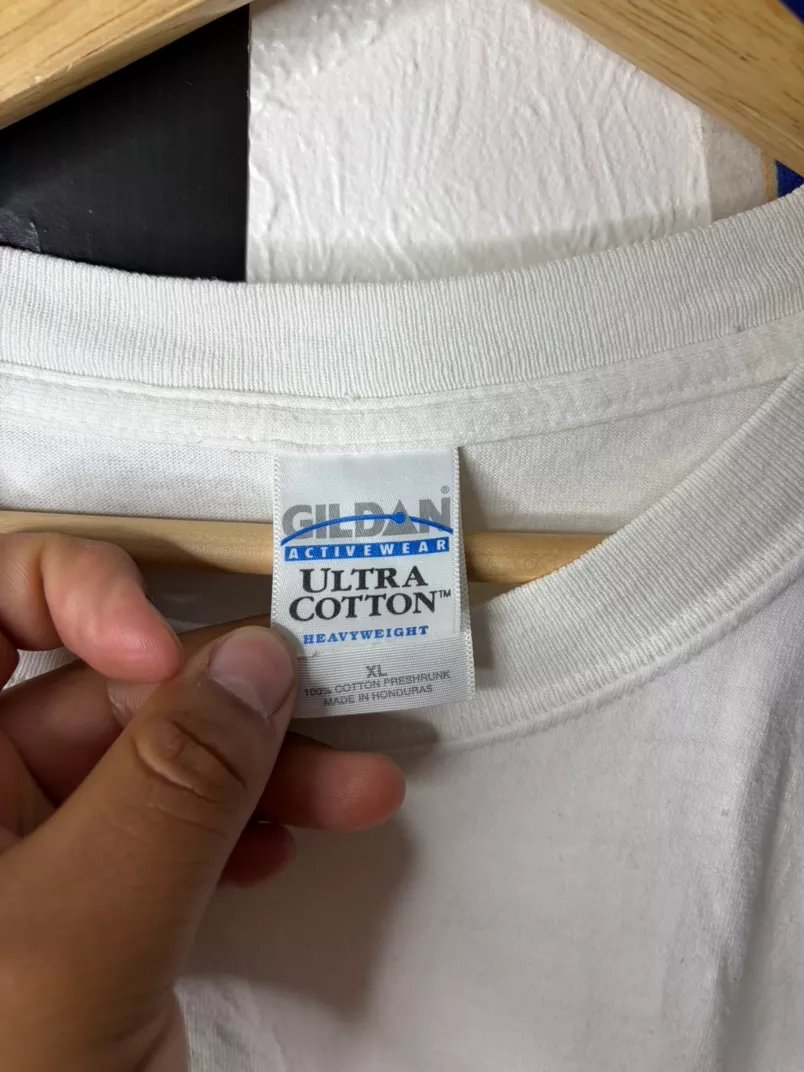 GILDAN®
ACTIVEWEAR
ULTRA
COTTON™
HEAVYWEIGHT
XL
100% COTTON PRESHRUNK
MADE IN HONDURAS